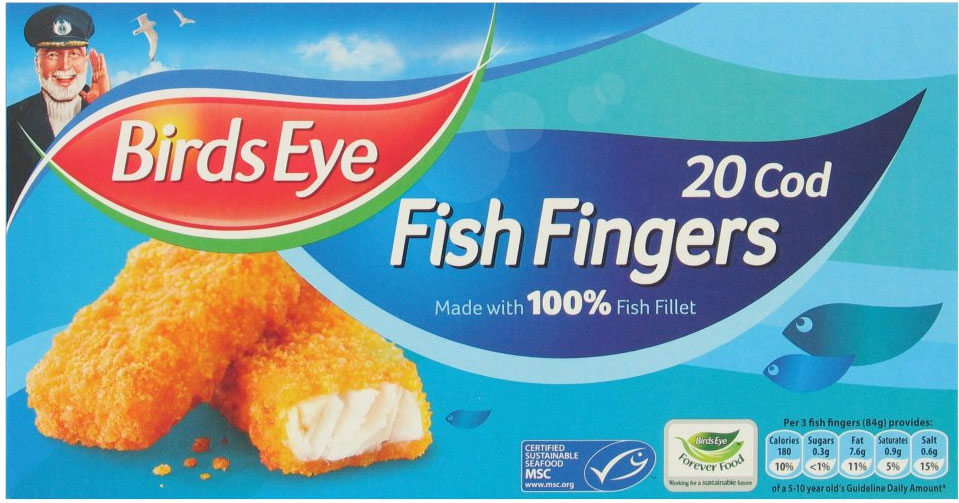 Birds Eye
20 Cod
Fish Fingers
Made with 100% Fish Fillet
CERTIFIED
SUSTAINABLE
SEAFOOD
MSC
www.msc.org
Birds Eye
Forever Food
Working for a sustainable future
Per 3 fish fingers (84g) provides:
Calories Sugars Fat Saturates Salt
180 0.3g 7.6g 0.9g 0.6g
10% <1% 11% 5% 15%
of a 5-10 year old's Guideline Daily Amount*